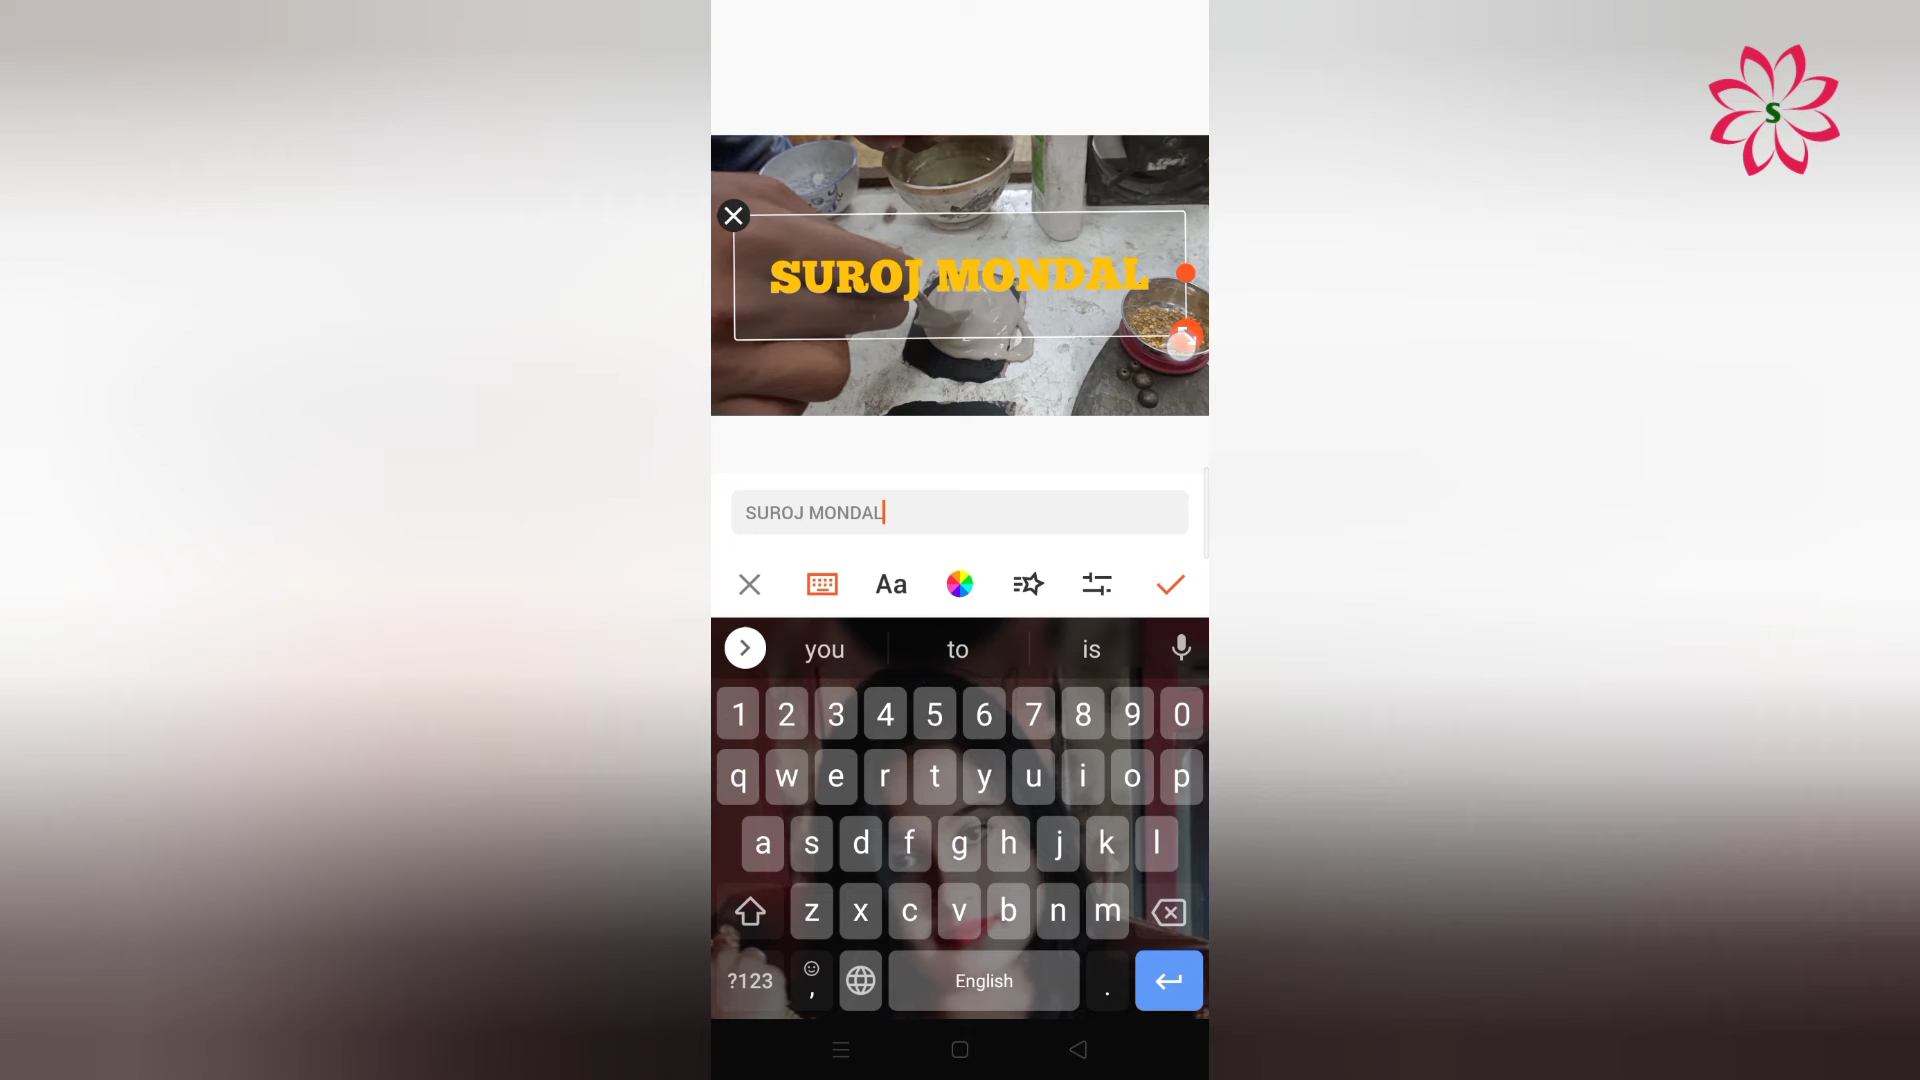 S
SUROJ MONDAL
SUROJ MONDAL
Aa
you to is
1 2 3 4 5 6 7 8 9 0
q w e r t y u i o p
a s d f g h j k l
z x c v b n m
?123 , English .